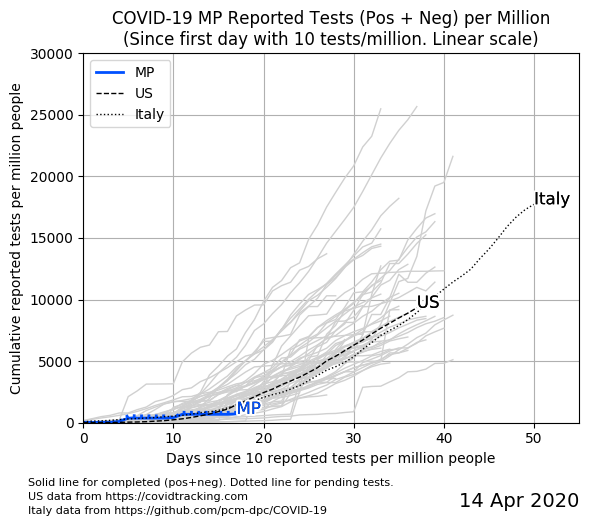 COVID-19 MP Reported Tests (Pos + Neg) per Million
(Since first day with 10 tests/million. Linear scale)
Cumulative reported tests per million people
30000
25000
20000
15000
10000
5000
0
MP
US
Italy
Italy
US
MP
0 10 20 30 40 50
Days since 10 reported tests per million people
Solid line for completed (pos+neg). Dotted line for pending tests.
US data from https://covidtracking.com
Italy data from https://github.com/pcm-dpc/COVID-19
14 Apr 2020